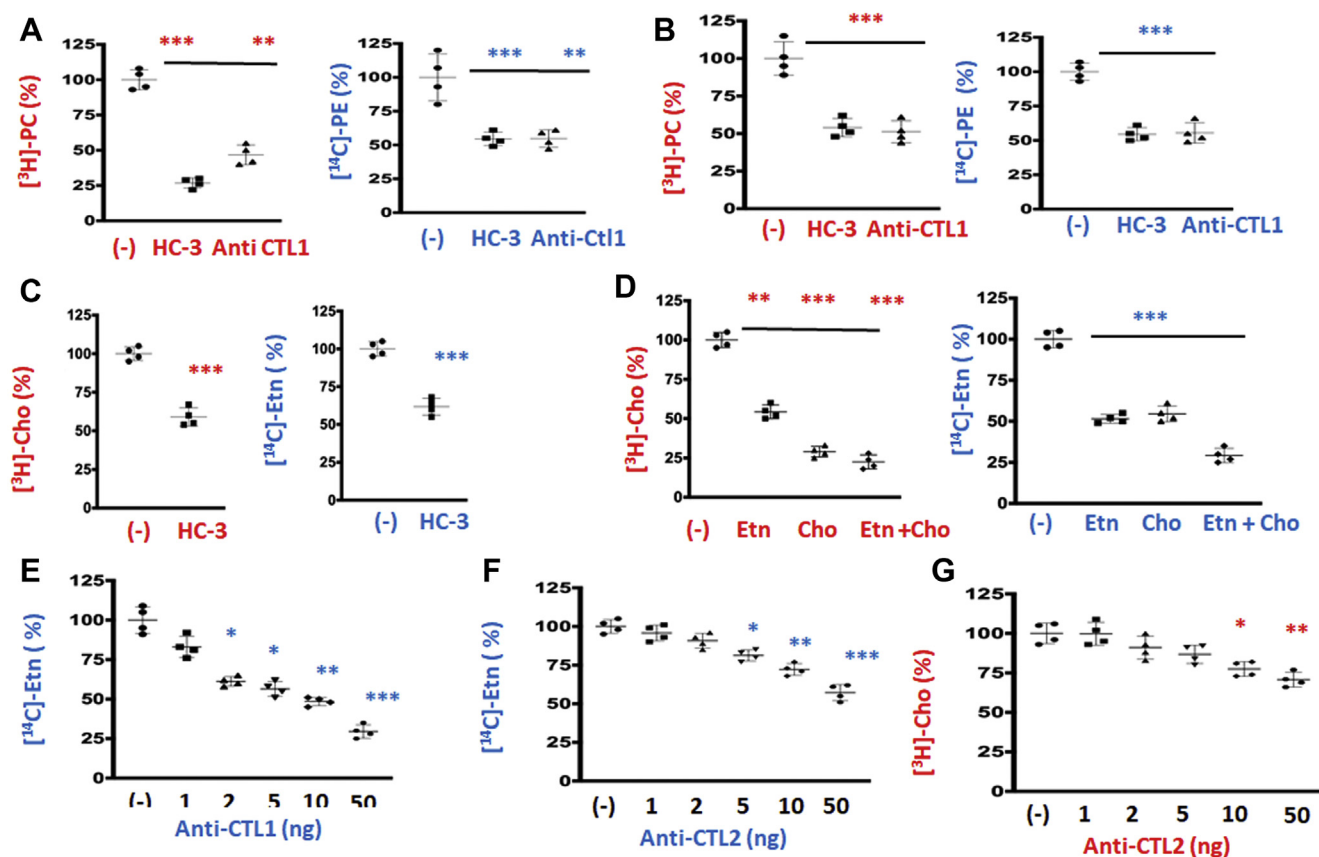 A
[³H]-PC (%)
125
100
75
50
25
0
*** **
(-) HC-3 Anti CTL1
[¹⁴C]-PE (%)
125
100
75
50
25
0
*** **
(-) HC-3 Anti-Ctl1
B
[³H]-PC (%)
125
100
75
50
25
0
***
(-) HC-3 Anti-CTL1
[¹⁴C]-PE (%)
125
100
75
50
25
0
***
(-) HC-3 Anti-CTL1
C
[³H]-Cho (%)
125
100
75
50
25
0
***
(-) HC-3
[¹⁴C]-Etn ( %)
125
100
75
50
25
0
***
(-) HC-3
D
[³H]-Cho (%)
125
100
75
50
25
0
** *** ***
(-) Etn Cho Etn +Cho
[¹⁴C]-Etn ( %)
125
100
75
50
25
0
***
(-) Etn Cho Etn + Cho
E
[¹⁴C]-Etn ( %)
125
100
75
50
25
0
* * ** ***
(-) 1 2 5 10 50
Anti-CTL1 (ng)
F
[¹⁴C]-Etn ( %)
125
100
75
50
25
0
* ** ***
(-) 1 2 5 10 50
Anti-CTL2 (ng)
G
[³H]-Cho (%)
125
100
75
50
25
0
* **
(-) 1 2 5 10 50
Anti-CTL2 (ng)